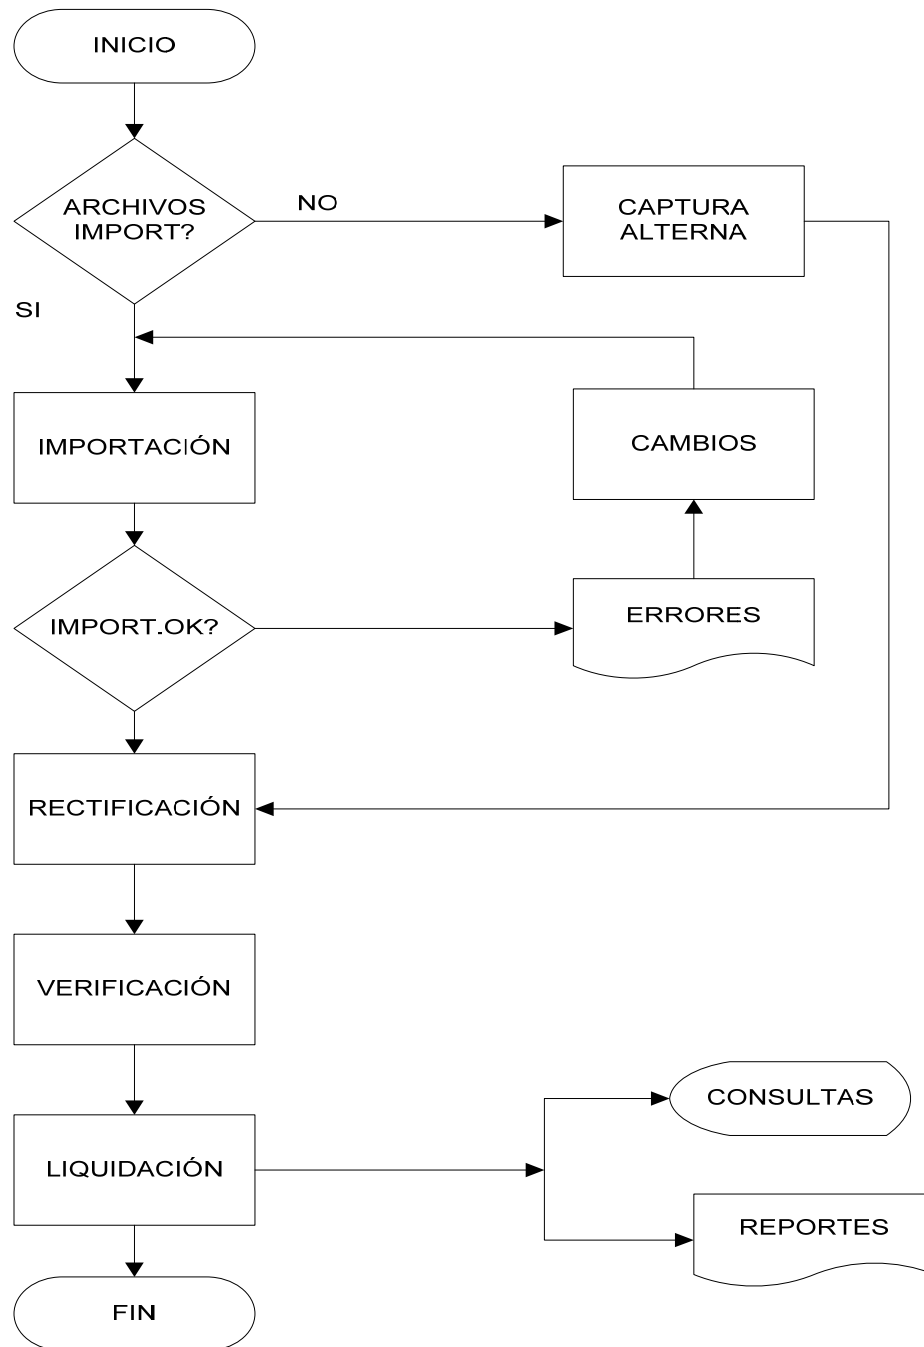 INICIO
ARCHIVOS
IMPORT?
NO
CAPTURA
ALTERNA
SI
IMPORTACIÓN
CAMBIOS
IMPORT.OK?
ERRORES
RECTIFICACIÓN
VERIFICACIÓN
CONSULTAS
LIQUIDACIÓN
REPORTES
FIN